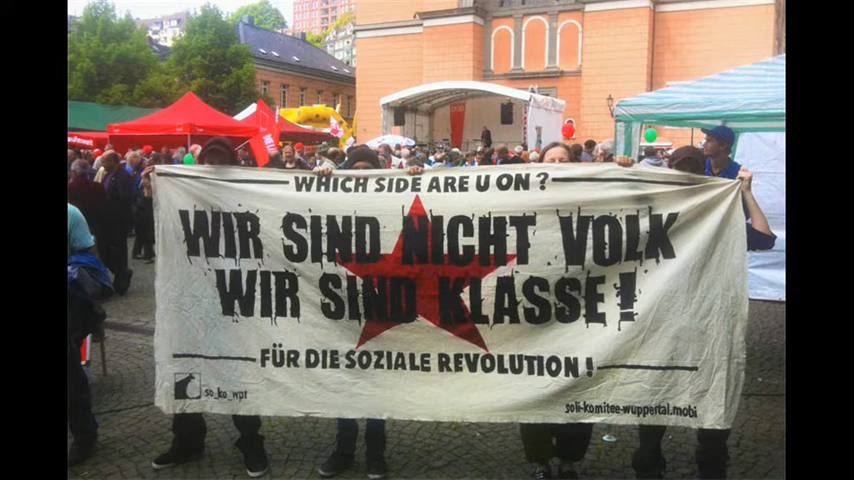 WHICH SIDE ARE U ON?
WIR SIND NICHT VOLK
WIR SIND KLASSE!
FÜR DIE SOZIALE REVOLUTION!
so_ko_wpt
soli-komitee-wuppertal.mobi